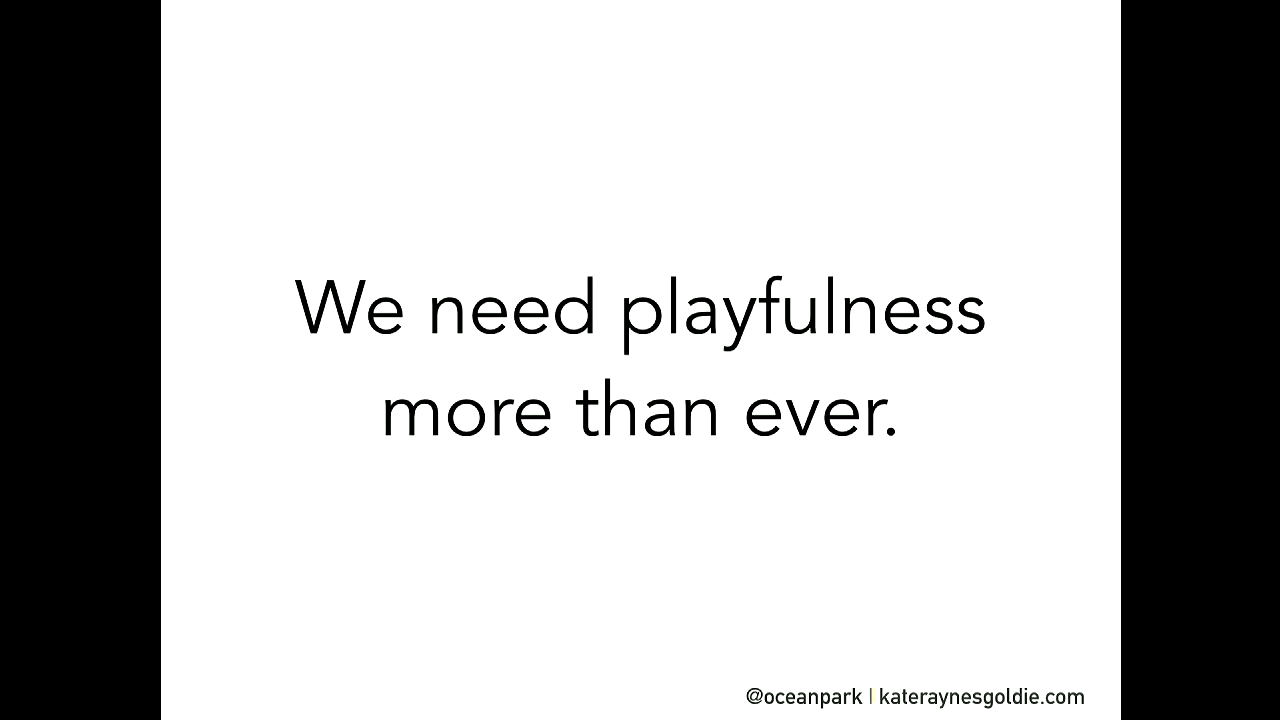 We need playfulness
more than ever.
@oceanpark | kateraynesgoldie.com